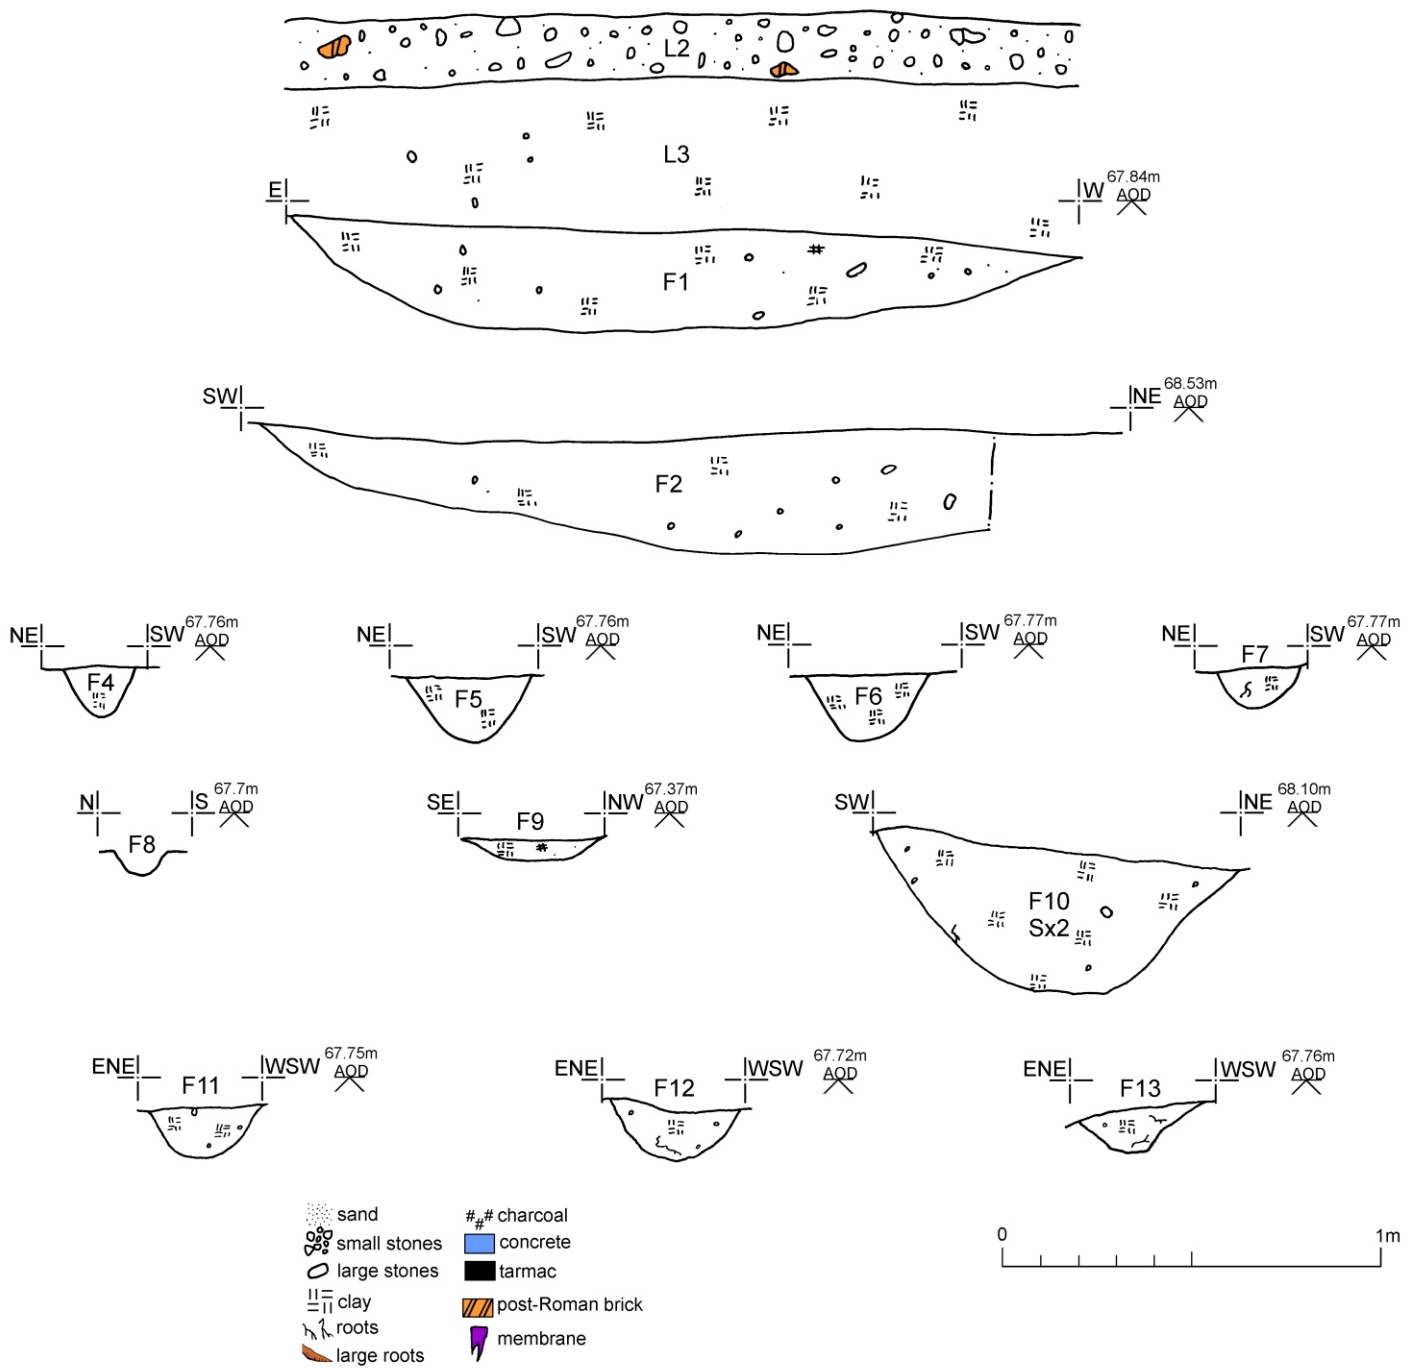 L2
L3
E
W
67.84m
AOD
F1
SW
NE
68.53m
AOD
F2
NE
SW
67.76m
AOD
F4
NE
SW
67.76m
AOD
F5
NE
SW
67.77m
AOD
F6
NE
SW
67.77m
AOD
F7
N
S
67.7m
AOD
F8
SE
NW
67.37m
AOD
F9
SW
NE
68.10m
AOD
F10
Sx2
ENE
WSW
67.75m
AOD
F11
ENE
WSW
67.72m
AOD
F12
ENE
WSW
67.76m
AOD
F13
sand
small stones
large stones
clay
roots
large roots
charcoal
concrete
tarmac
post-Roman brick
membrane
0
1m